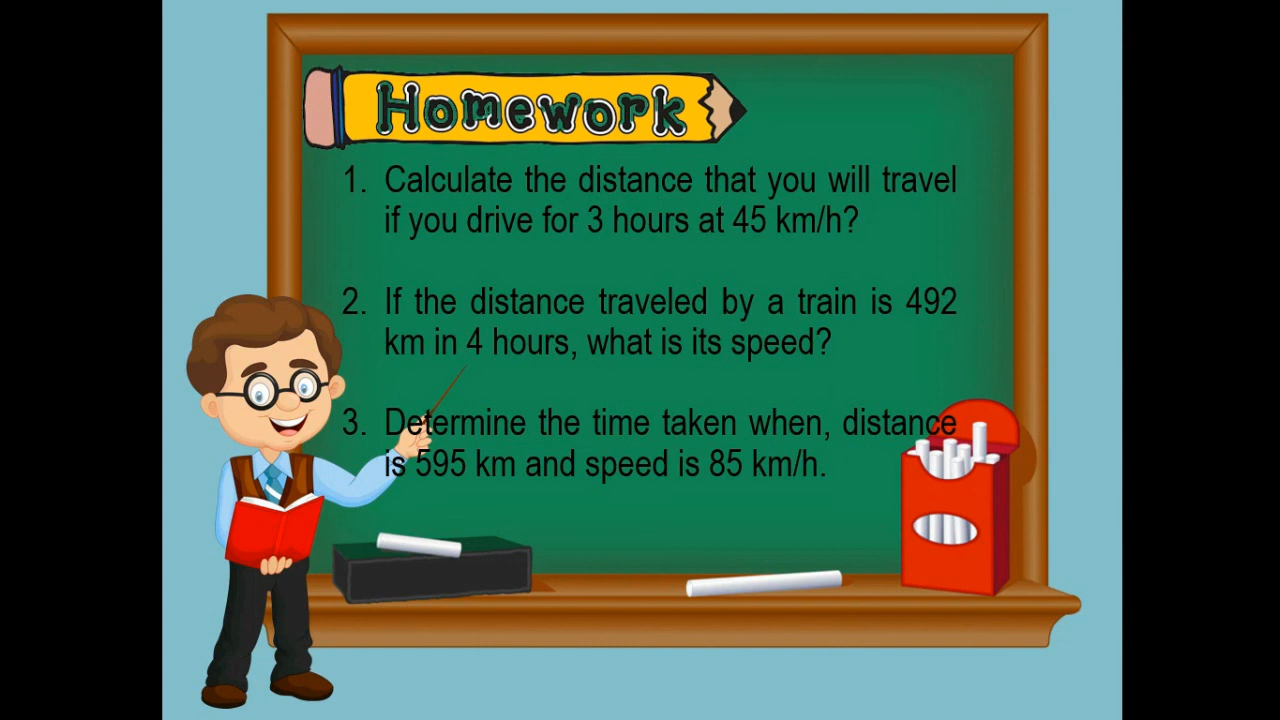 Homework
1. Calculate the distance that you will travel
if you drive for 3 hours at 45 km/h?
2. If the distance traveled by a train is 492
km in 4 hours, what is its speed?
3. Determine the time taken when, distance
is 595 km and speed is 85 km/h.